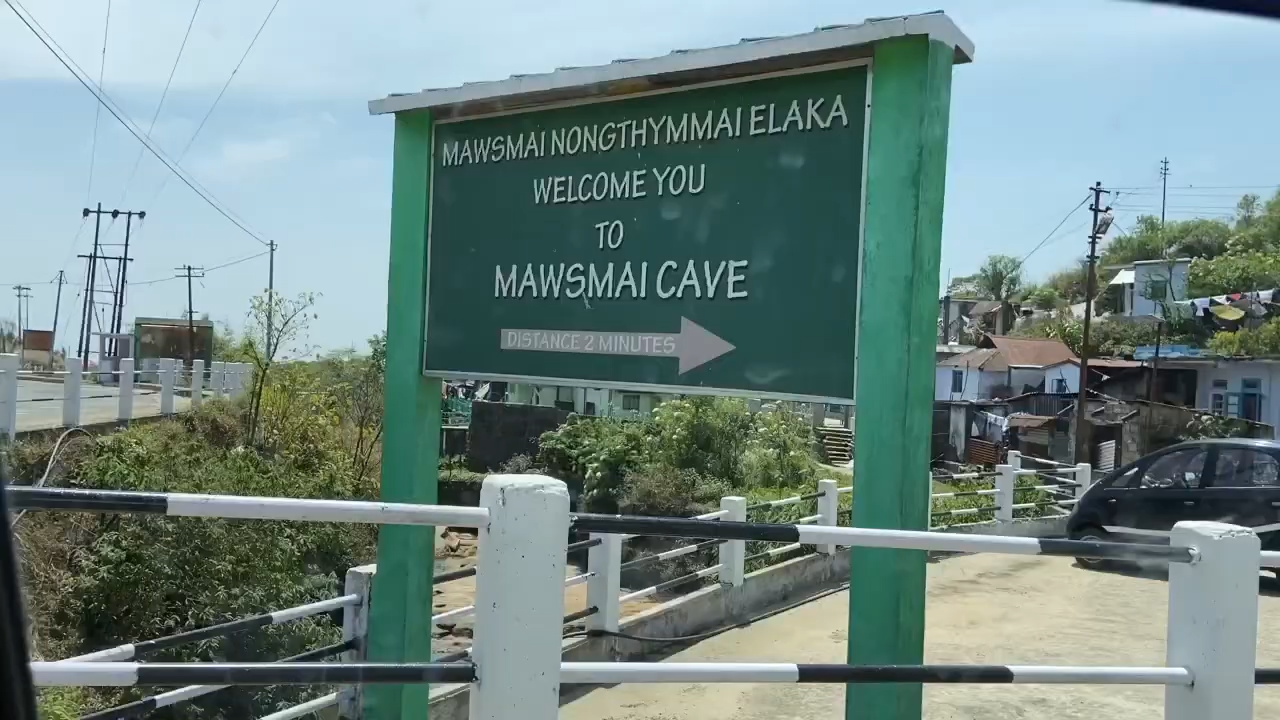 MAWSMAI NONGTHYMMAI ELAKA
WELCOME YOU
TO
MAWSMAI CAVE
DISTANCE 2 MINUTES